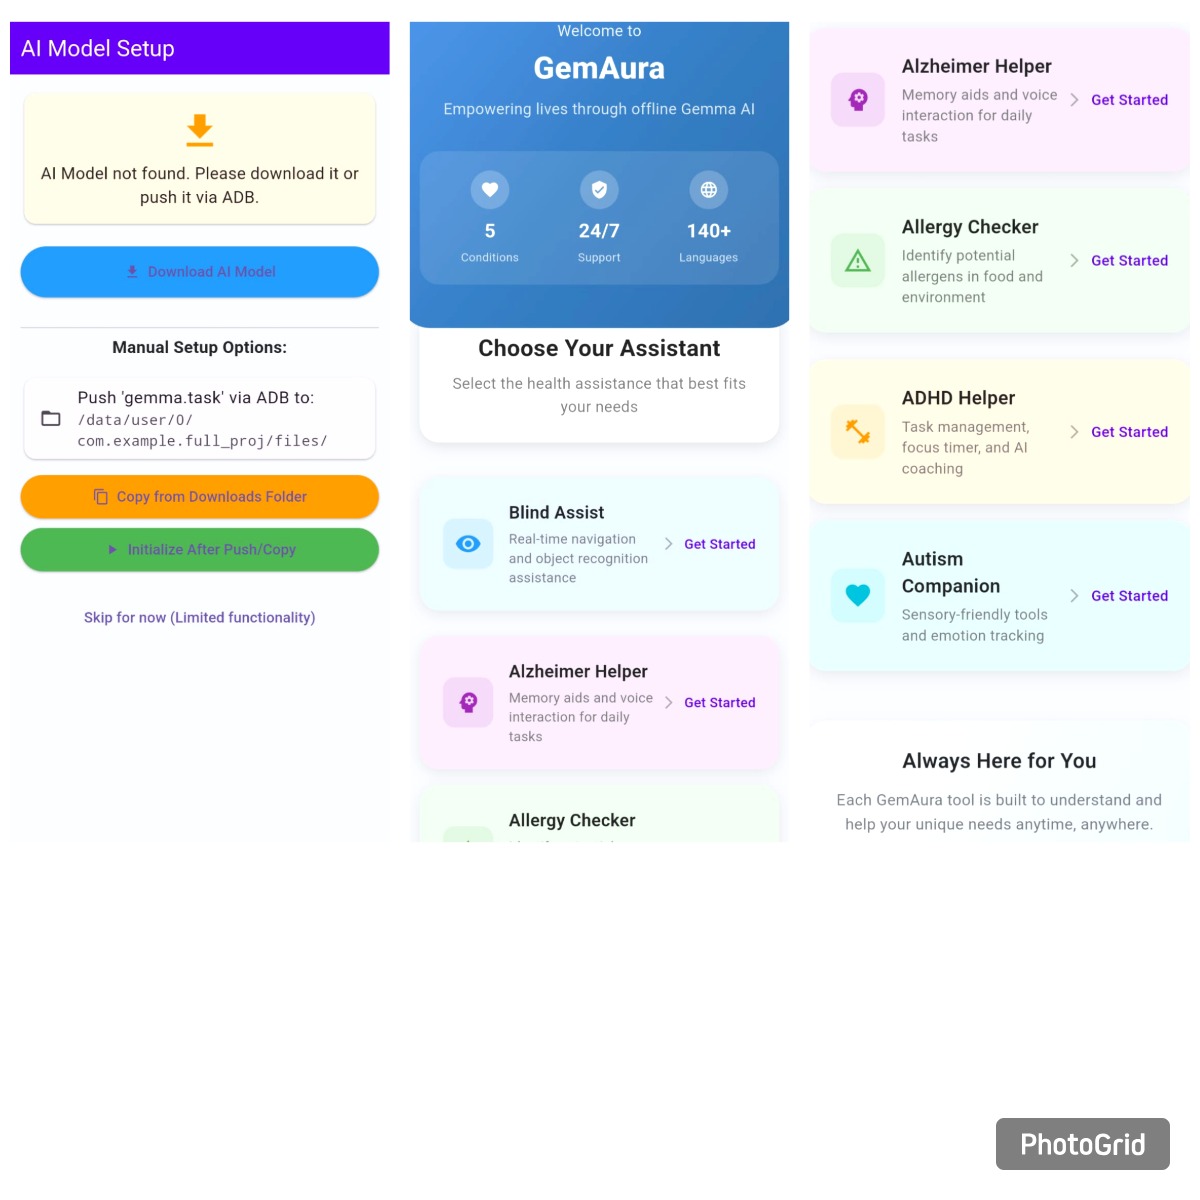 AI Model Setup
AI Model not found. Please download it or
push it via ADB.
Download AI Model
Manual Setup Options:
Push 'gemma.task' via ADB to:
/data/user/0/
com.example.full_proj/files/
Copy from Downloads Folder
Initialize After Push/Copy
Skip for now (Limited functionality)
Welcome to
GemAura
Empowering lives through offline Gemma AI
5
Conditions
24/7
Support
140+
Languages
Choose Your Assistant
Select the health assistance that best fits
your needs
Blind Assist
Real-time navigation
and object recognition
assistance
Get Started
Alzheimer Helper
Memory aids and voice
interaction for daily
tasks
Get Started
Allergy Checker
Alzheimer Helper
Memory aids and voice
interaction for daily
tasks
Get Started
Allergy Checker
Identify potential
allergens in food and
environment
Get Started
ADHD Helper
Task management,
focus timer, and AI
coaching
Get Started
Autism
Companion
Sensory-friendly tools
and emotion tracking
Get Started
Always Here for You
Each GemAura tool is built to understand and
help your unique needs anytime, anywhere.
PhotoGrid